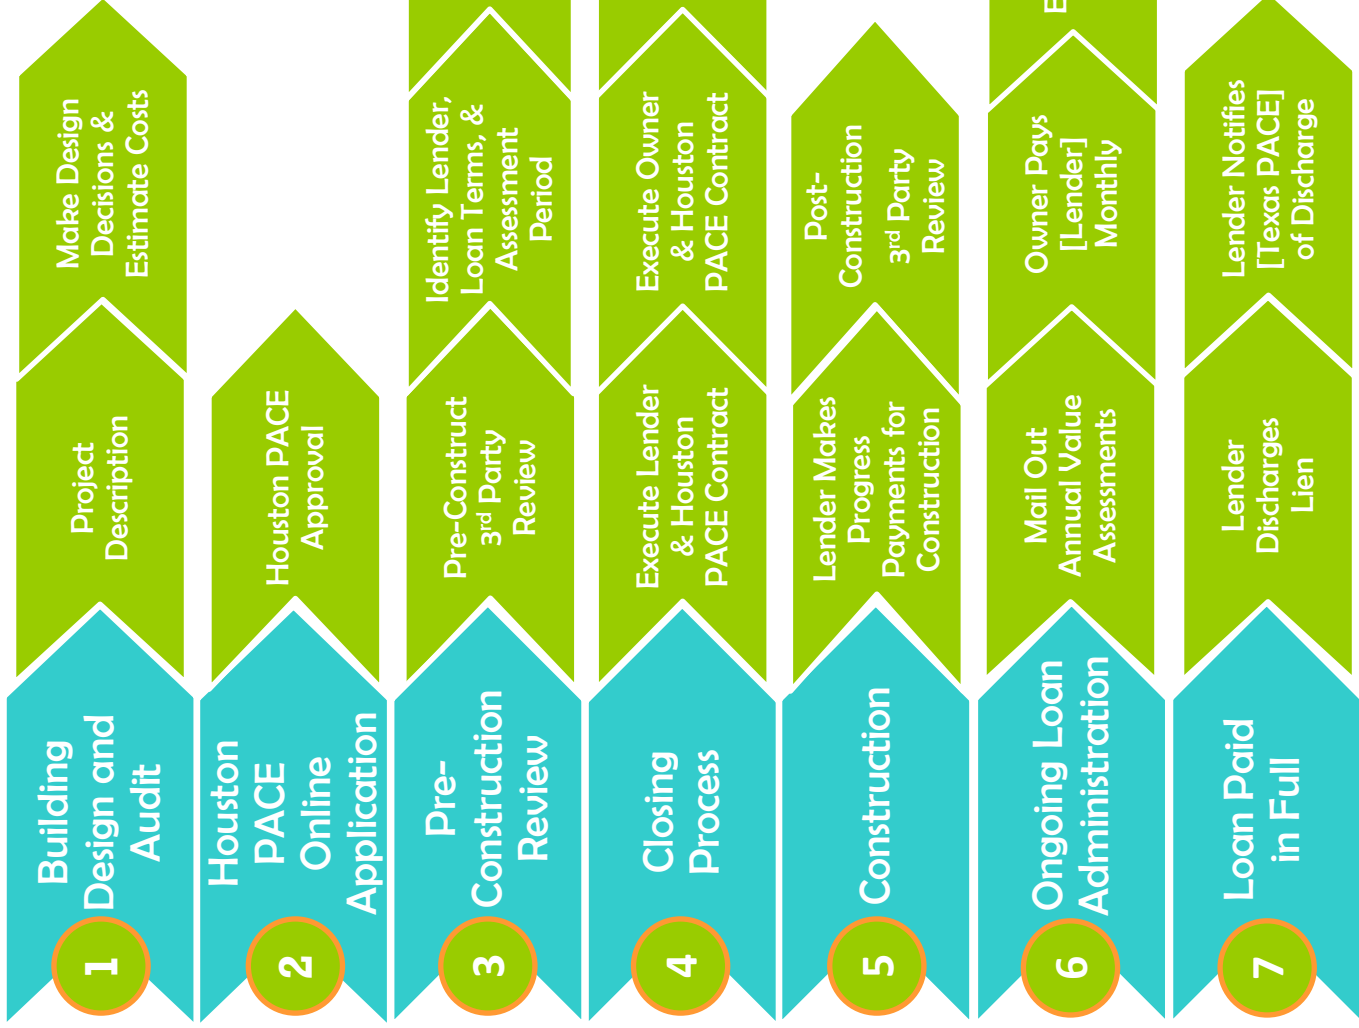 1
Building
Design and
Audit
Project
Description
Make Design
Decisions &
Estimate Costs
2
Houston
PACE
Online
Application
Houston PACE
Approval
3
Pre-
Construction
Review
Pre-Construct
3rd Party
Review
Identify Lender,
Loan Terms, &
Assessment
Period
4
Closing
Process
Execute Lender
& Houston
PACE Contract
Execute Owner
& Houston
PACE Contract
5
Construction
Lender Makes
Progress
Payments for
Construction
Post-
Construction
3rd Party
Review
6
Ongoing Loan
Administration
Mail Out
Annual Value
Assessments
Owner Pays
[Lender]
Monthly
7
Loan Paid
in Full
Lender
Discharges
Lien
Lender Notifies
[Texas PACE]
of Discharge